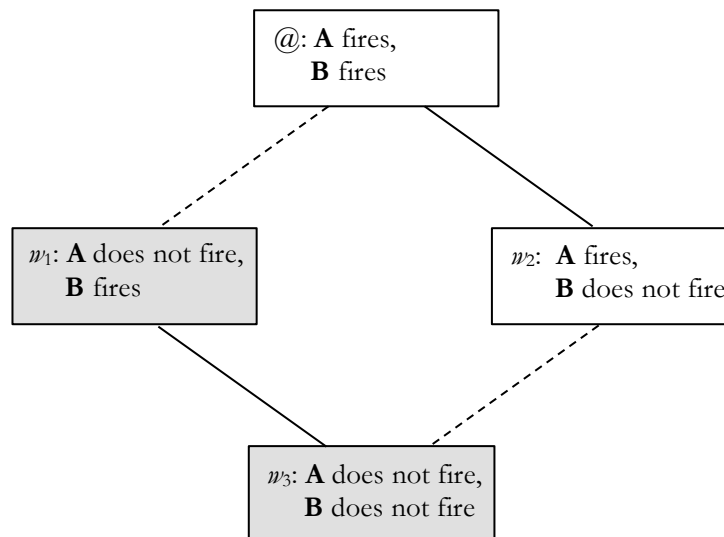 @: A fires,
B fires
w₁: A does not fire,
B fires
w₂: A fires,
B does not fire
w₃: A does not fire,
B does not fire